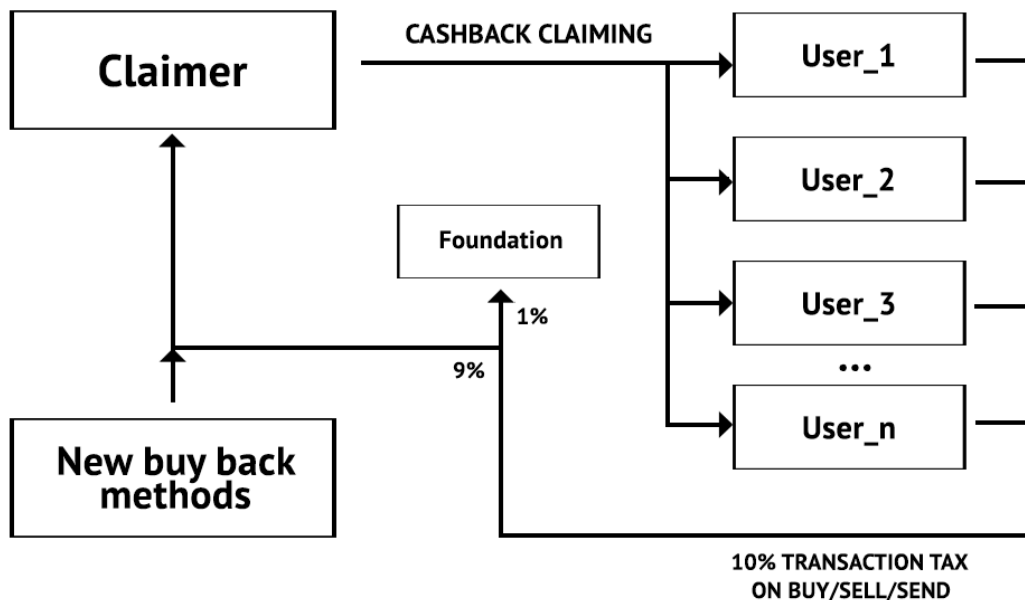 CASHBACK CLAIMING
Claimer
User_1
User_2
Foundation
User_3
1%
9%
...
User_n
New buy back
methods
10% TRANSACTION TAX
ON BUY/SELL/SEND